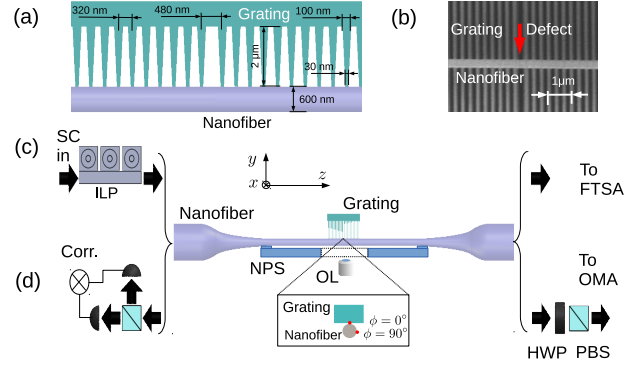 (a)
320 nm
480 nm
Grating
100 nm
2 μm
30 nm
600 nm
Nanofiber
(b)
Grating
Defect
Nanofiber
1μm
(c)
SC
in
ILP
y
x
z
Grating
Nanofiber
NPS
OL
To
FTSA
(d)
Corr.
Grating
Nanofiber
ϕ = 0°
ϕ = 90°
To
OMA
HWP
PBS